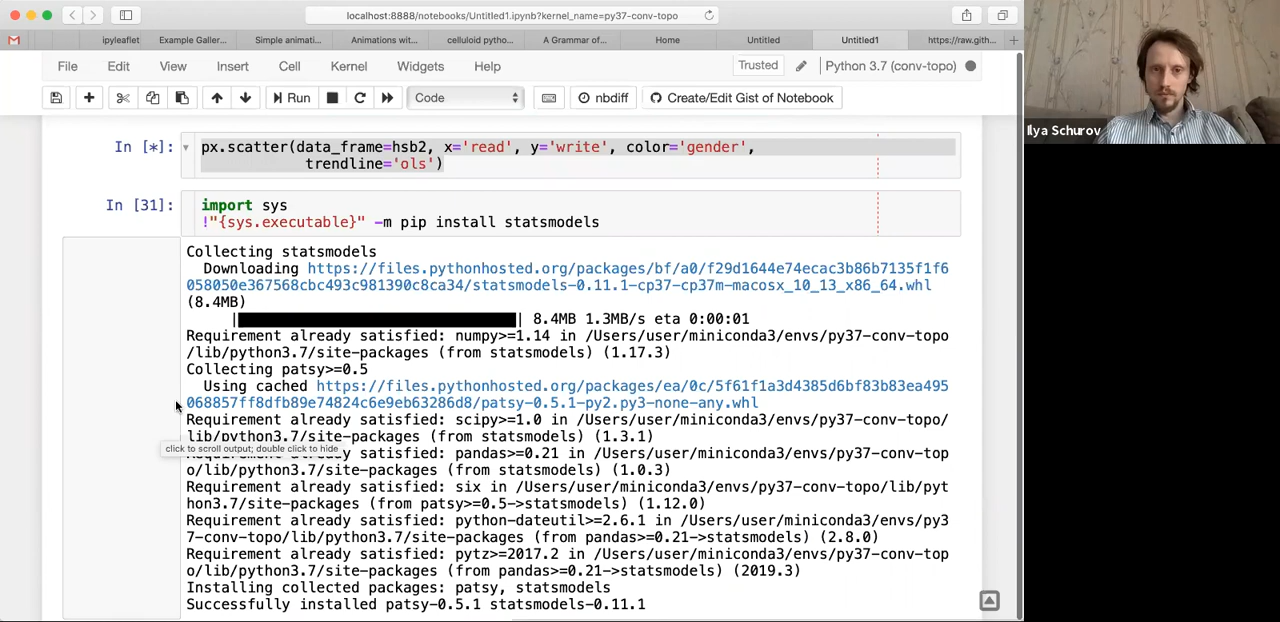 localhost:8888/notebooks/Untitled1.ipynb?kernel_name=py37-conv-topo
ipyleaflet Example Galler... Simple animati... Animations wit... celluloid pytho... A Grammar of... Home Untitled Untitled1 https://raw.gith...
File Edit View Insert Cell Kernel Widgets Help Trusted Python 3.7 (conv-topo)
Run Code nbdiff Create/Edit Gist of Notebook
In [*]: px.scatter(data_frame=hsb2, x='read', y='write', color='gender',
trendline='ols')
In [31]: import sys
!"{sys.executable}" -m pip install statsmodels
Collecting statsmodels
Downloading https://files.pythonhosted.org/packages/bf/a0/f29d1644e74ecac3b86b7135f1f6
058050e367568cbc493c981390c8ca34/statsmodels-0.11.1-cp37-cp37m-macosx_10_13_x86_64.whl
(8.4MB)
|████████████████████████████████| 8.4MB 1.3MB/s eta 0:00:01
Requirement already satisfied: numpy>=1.14 in /Users/user/miniconda3/envs/py37-conv-topo
/lib/python3.7/site-packages (from statsmodels) (1.17.3)
Collecting patsy>=0.5
Using cached https://files.pythonhosted.org/packages/ea/0c/5f61f1a3d4385d6bf83b83ea495
068857ff8dfb89e74824c6e9eb63286d8/patsy-0.5.1-py2.py3-none-any.whl
Requirement already satisfied: scipy>=1.0 in /Users/user/miniconda3/envs/py37-conv-topo/
lib/python3.7/site-packages (from statsmodels) (1.3.1)
click to scroll output; double click to hide
Requirement already satisfied: pandas>=0.21 in /Users/user/miniconda3/envs/py37-conv-top
o/lib/python3.7/site-packages (from statsmodels) (1.0.3)
Requirement already satisfied: six in /Users/user/miniconda3/envs/py37-conv-topo/lib/pyt
hon3.7/site-packages (from patsy>=0.5->statsmodels) (1.12.0)
Requirement already satisfied: python-dateutil>=2.6.1 in /Users/user/miniconda3/envs/py3
7-conv-topo/lib/python3.7/site-packages (from pandas>=0.21->statsmodels) (2.8.0)
Requirement already satisfied: pytz>=2017.2 in /Users/user/miniconda3/envs/py37-conv-top
o/lib/python3.7/site-packages (from pandas>=0.21->statsmodels) (2019.3)
Installing collected packages: patsy, statsmodels
Successfully installed patsy-0.5.1 statsmodels-0.11.1
Ilya Schurov